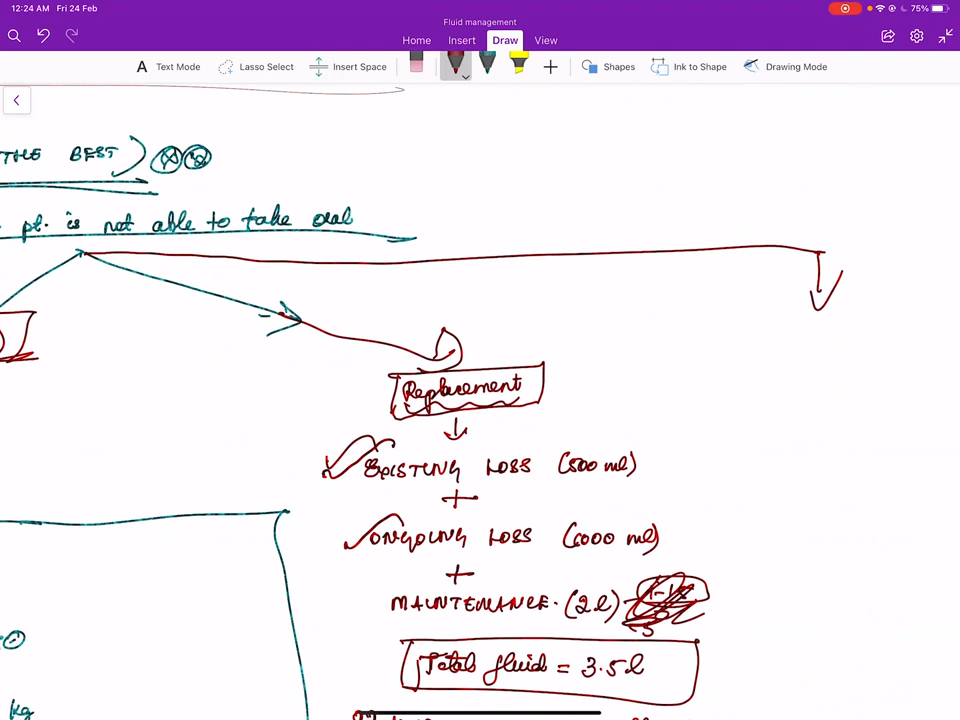 12:24 AM Fri 24 Feb
75%
Fluid management
Home Insert Draw View
Text Mode Lasso Select Insert Space Shapes Ink to Shape Drawing Mode
THE BEST)
pt. is not able to take oral
Replacement
EXISTING LOSS (500 ml)
+
ONGOING LOSS (1000 ml)
+
MAINTENANCE. (2l)
Total fluid = 3.5l
kg